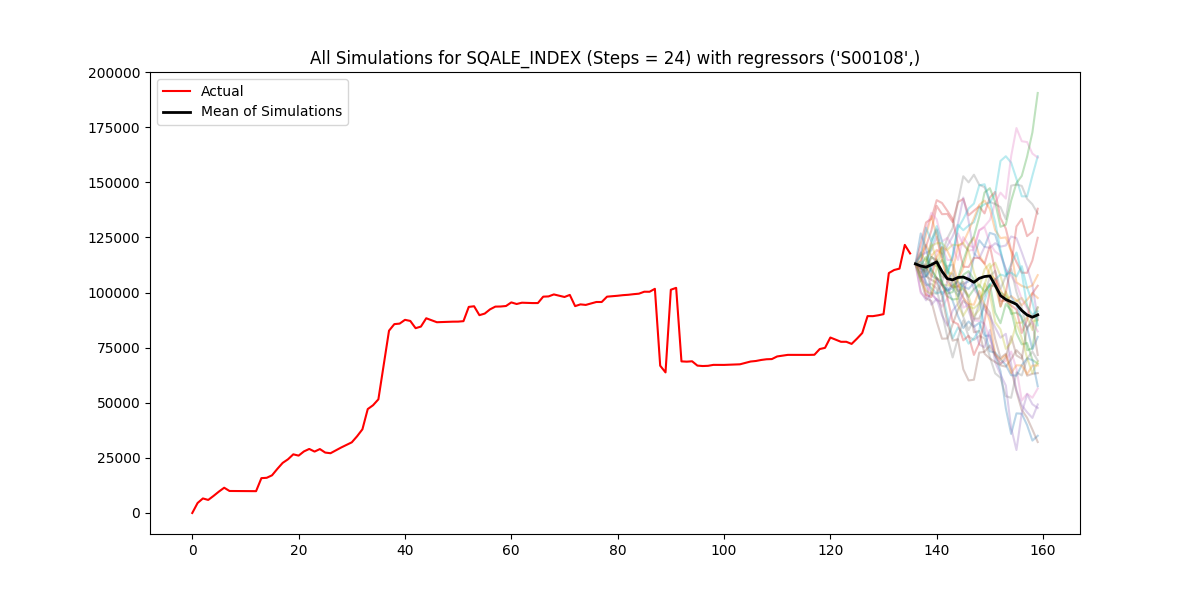 All Simulations for SQALE_INDEX (Steps = 24) with regressors ('S00108',)
200000
175000
150000
125000
100000
75000
50000
25000
0
Actual
Mean of Simulations
0 20 40 60 80 100 120 140 160